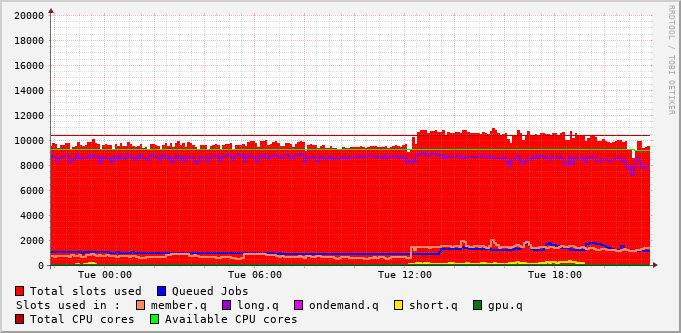 20000
18000
16000
14000
12000
10000
8000
6000
4000
2000
0
Tue 00:00 Tue 06:00 Tue 12:00 Tue 18:00
RRDTOOL / TOBI OETIKER
Total slots used Queued Jobs
Slots used in : member.q long.q ondemand.q short.q gpu.q
Total CPU cores Available CPU cores